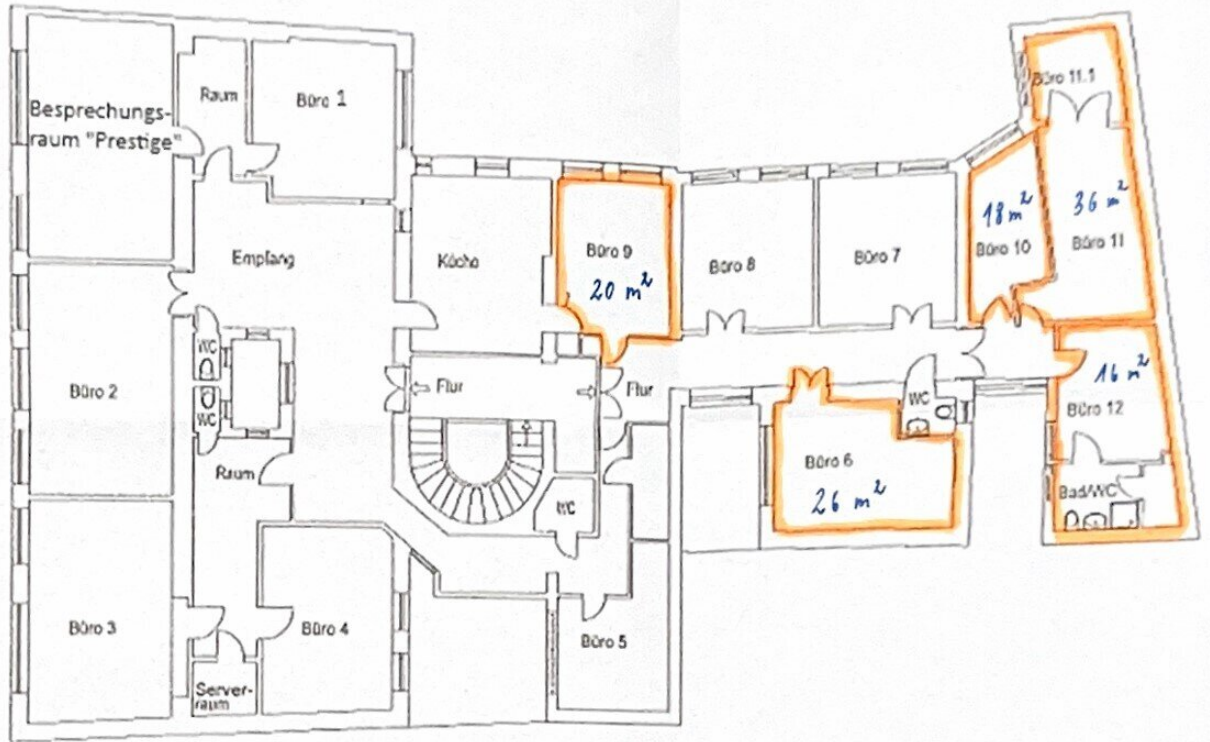 Besprechungs-
raum "Prestige"
Raum
Büro 1
Büro 11.1
Empfang
Küche
Büro 9
20 m²
Büro 8
Büro 7
18 m²
Büro 10
36 m²
Büro 11
WC
WC
Büro 2
Flur
Flur
WC
16 m²
Büro 12
Raum
Büro 6
26 m²
Bad/WC
WC
Büro 3
Büro 4
Büro 5
Server-
raum